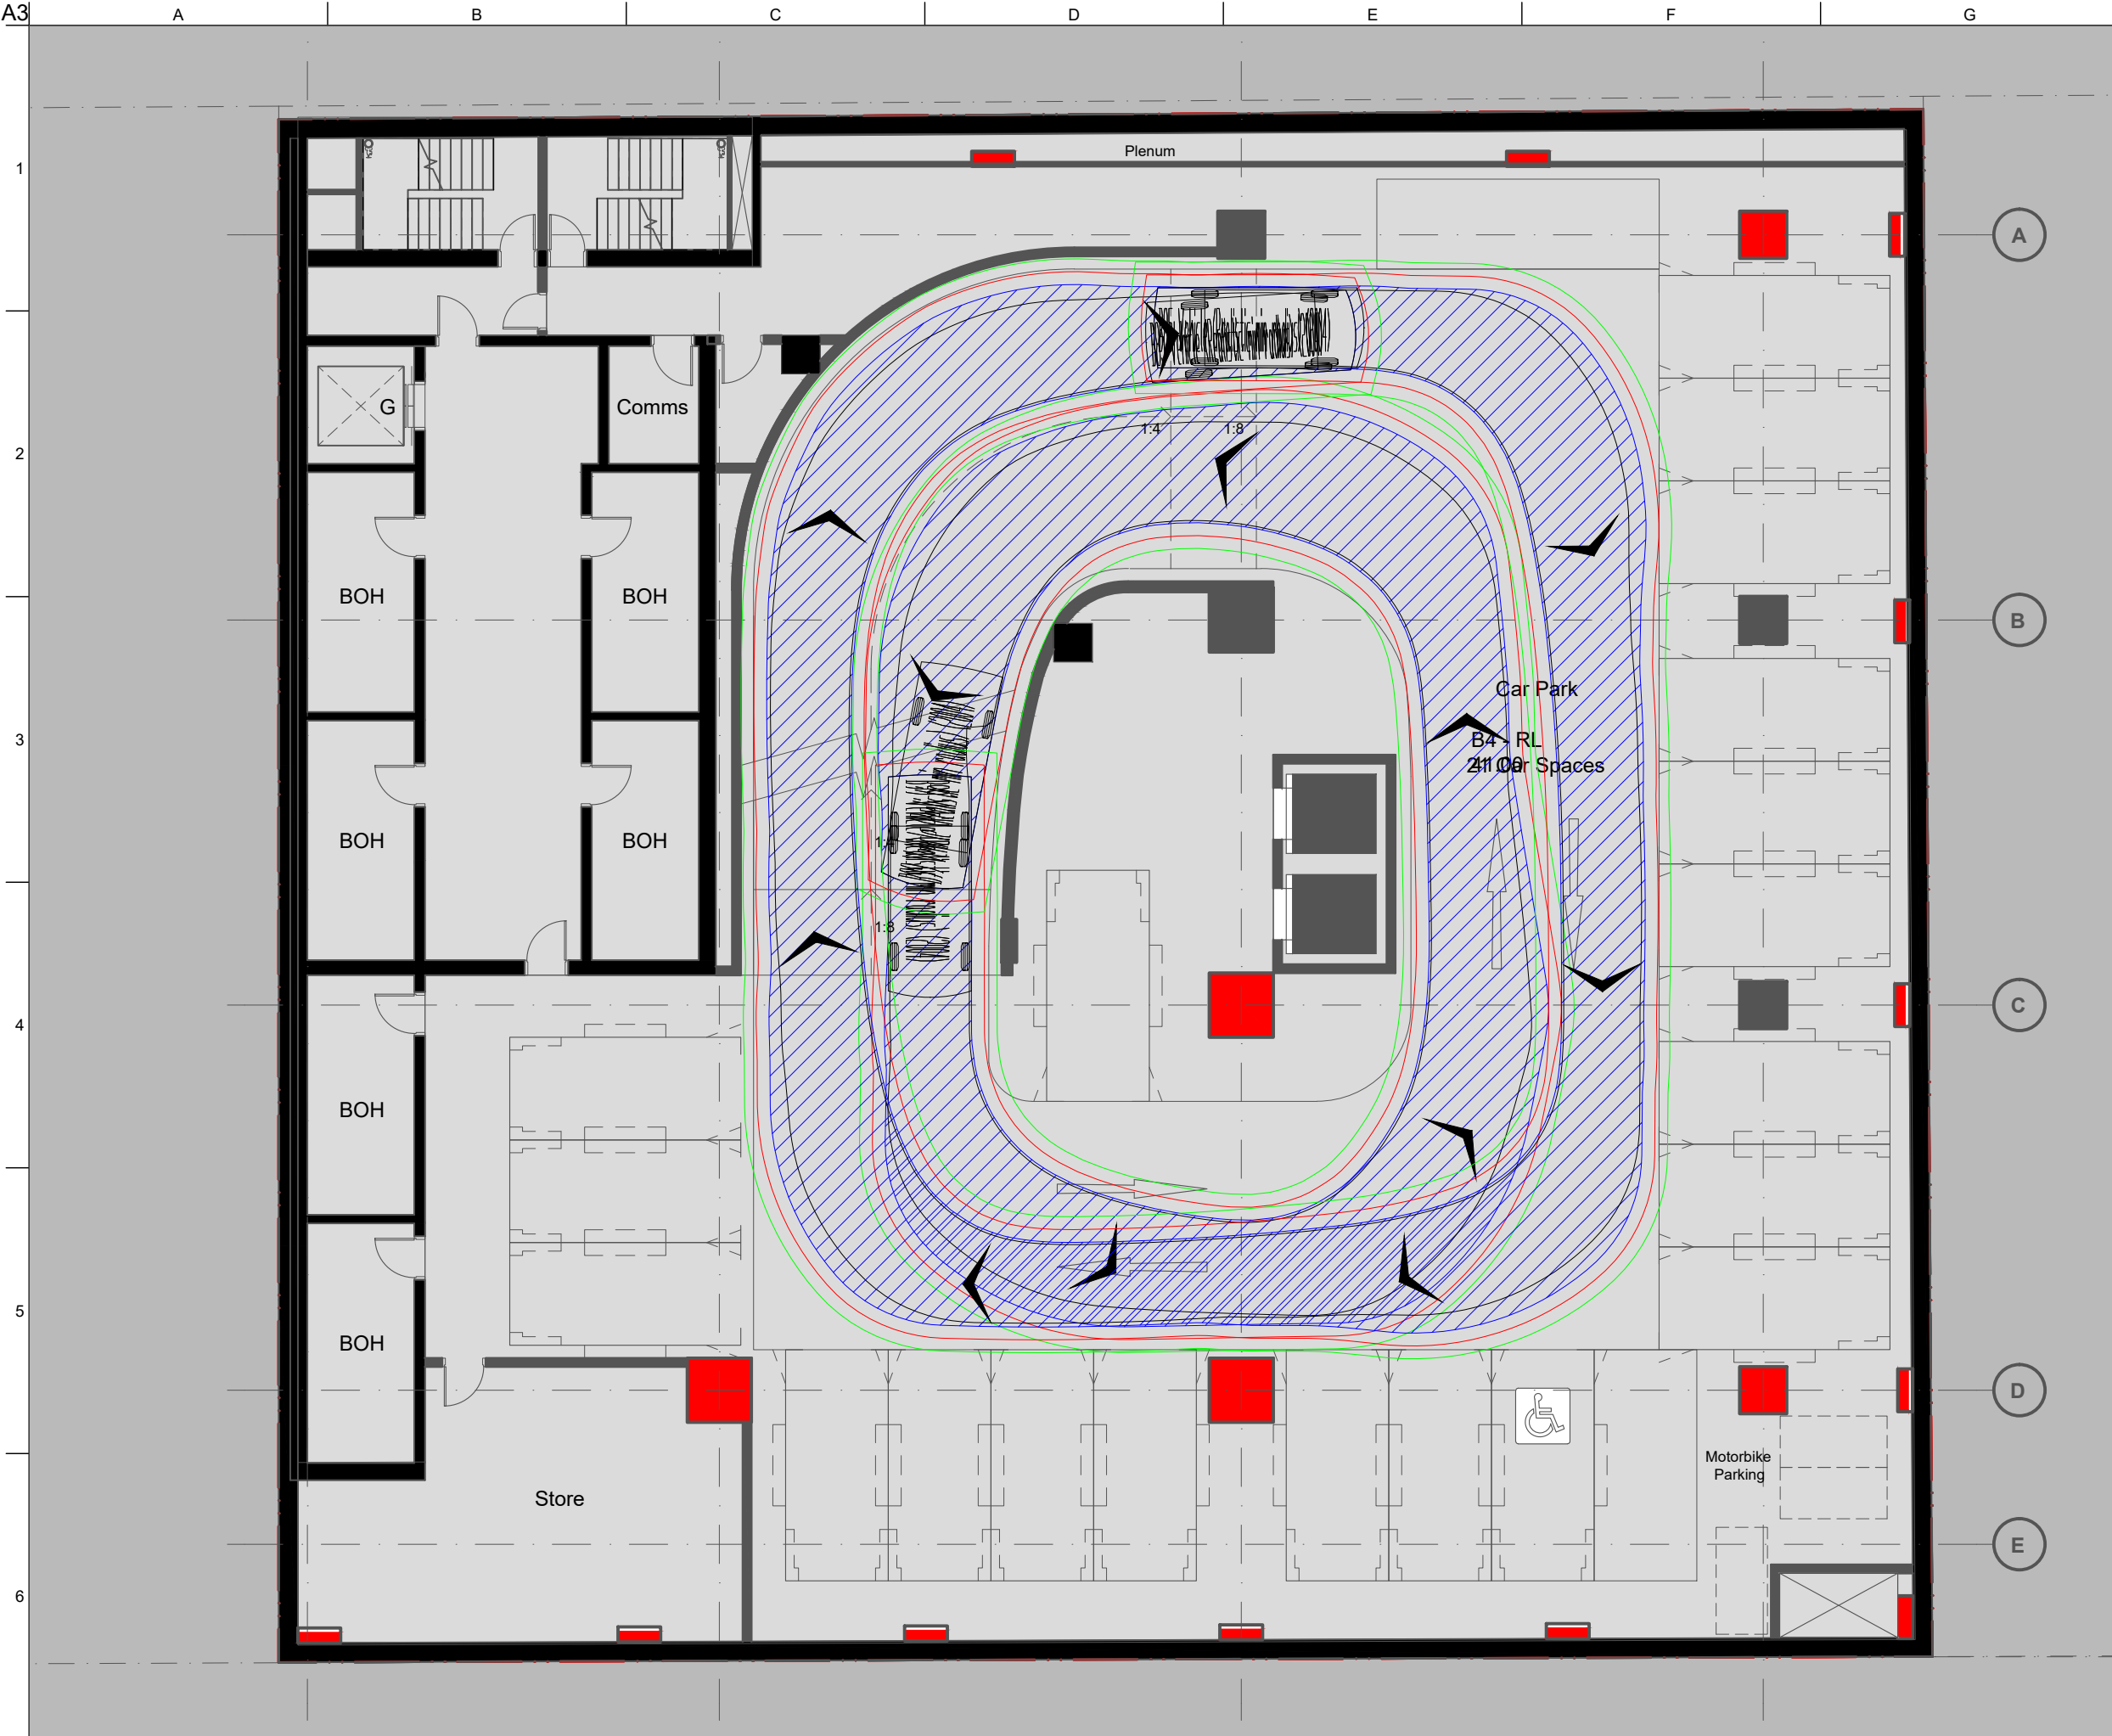 A3
A B C D E F G
1
Plenum
A
G
Comms
1:4 1:8
2
BOH BOH
B
Car Park
B4 - RL
3
Car Spaces
BOH BOH
1:8
C
4
BOH
BOH
5
D
Motorbike
Parking
Store
E
6